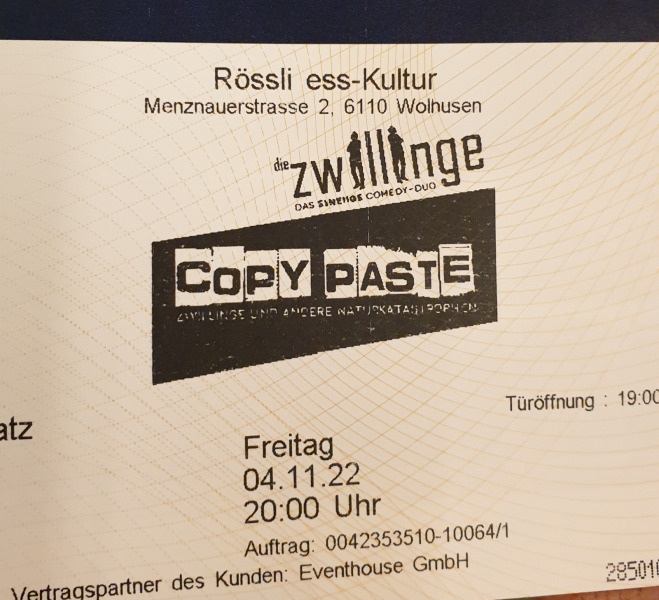 Rössli ess-Kultur
Menznauerstrasse 2, 6110 Wolhusen
die zwillinge
DAS EINEIIGE COMEDY-DUO
COPY PASTE
ZWILLINGE UND ANDERE NATURKATASTROPHEN
Türöffnung : 19:00
atz
Freitag
04.11.22
20:00 Uhr
Auftrag: 0042353510-10064/1
Vertragspartner des Kunden: Eventhouse GmbH
285010